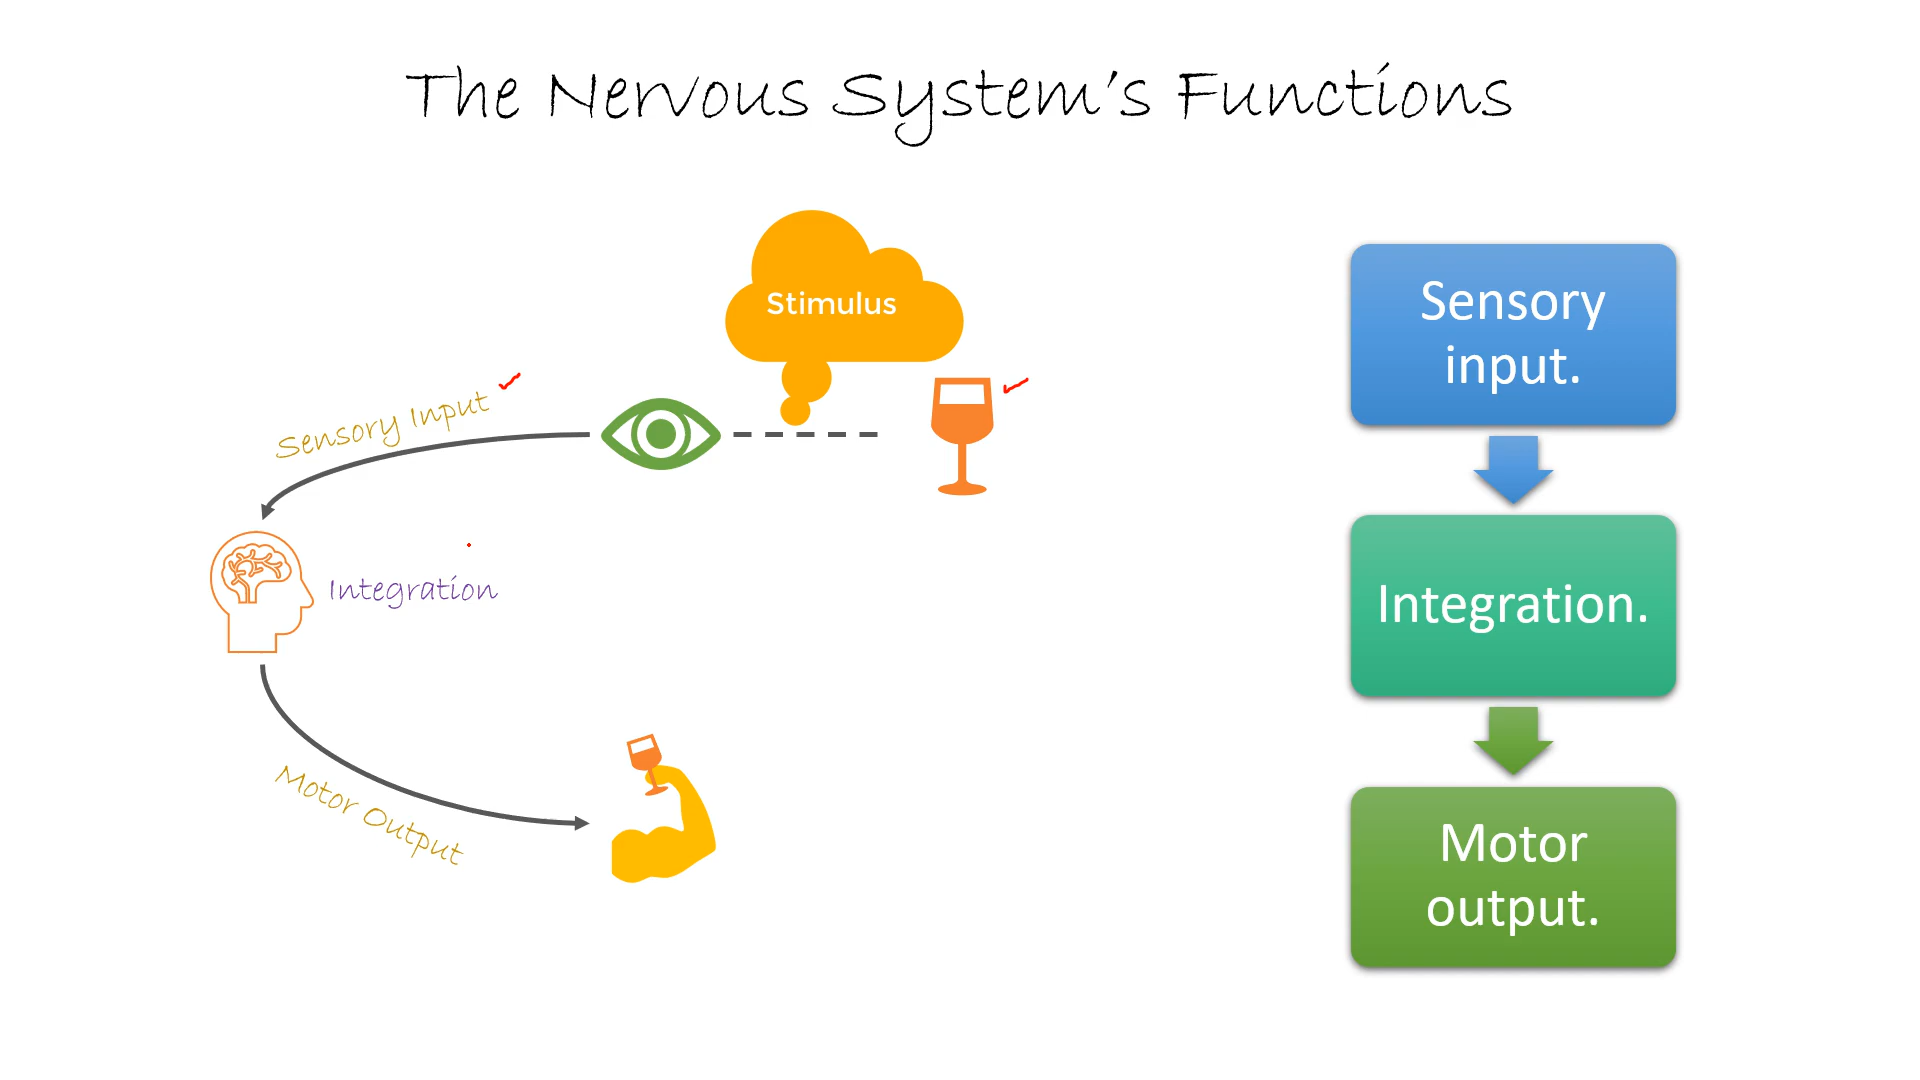 The Nervous System's Functions
Stimulus
Sensory Input
Integration
Motor Output
Sensory
input.
Integration.
Motor
output.